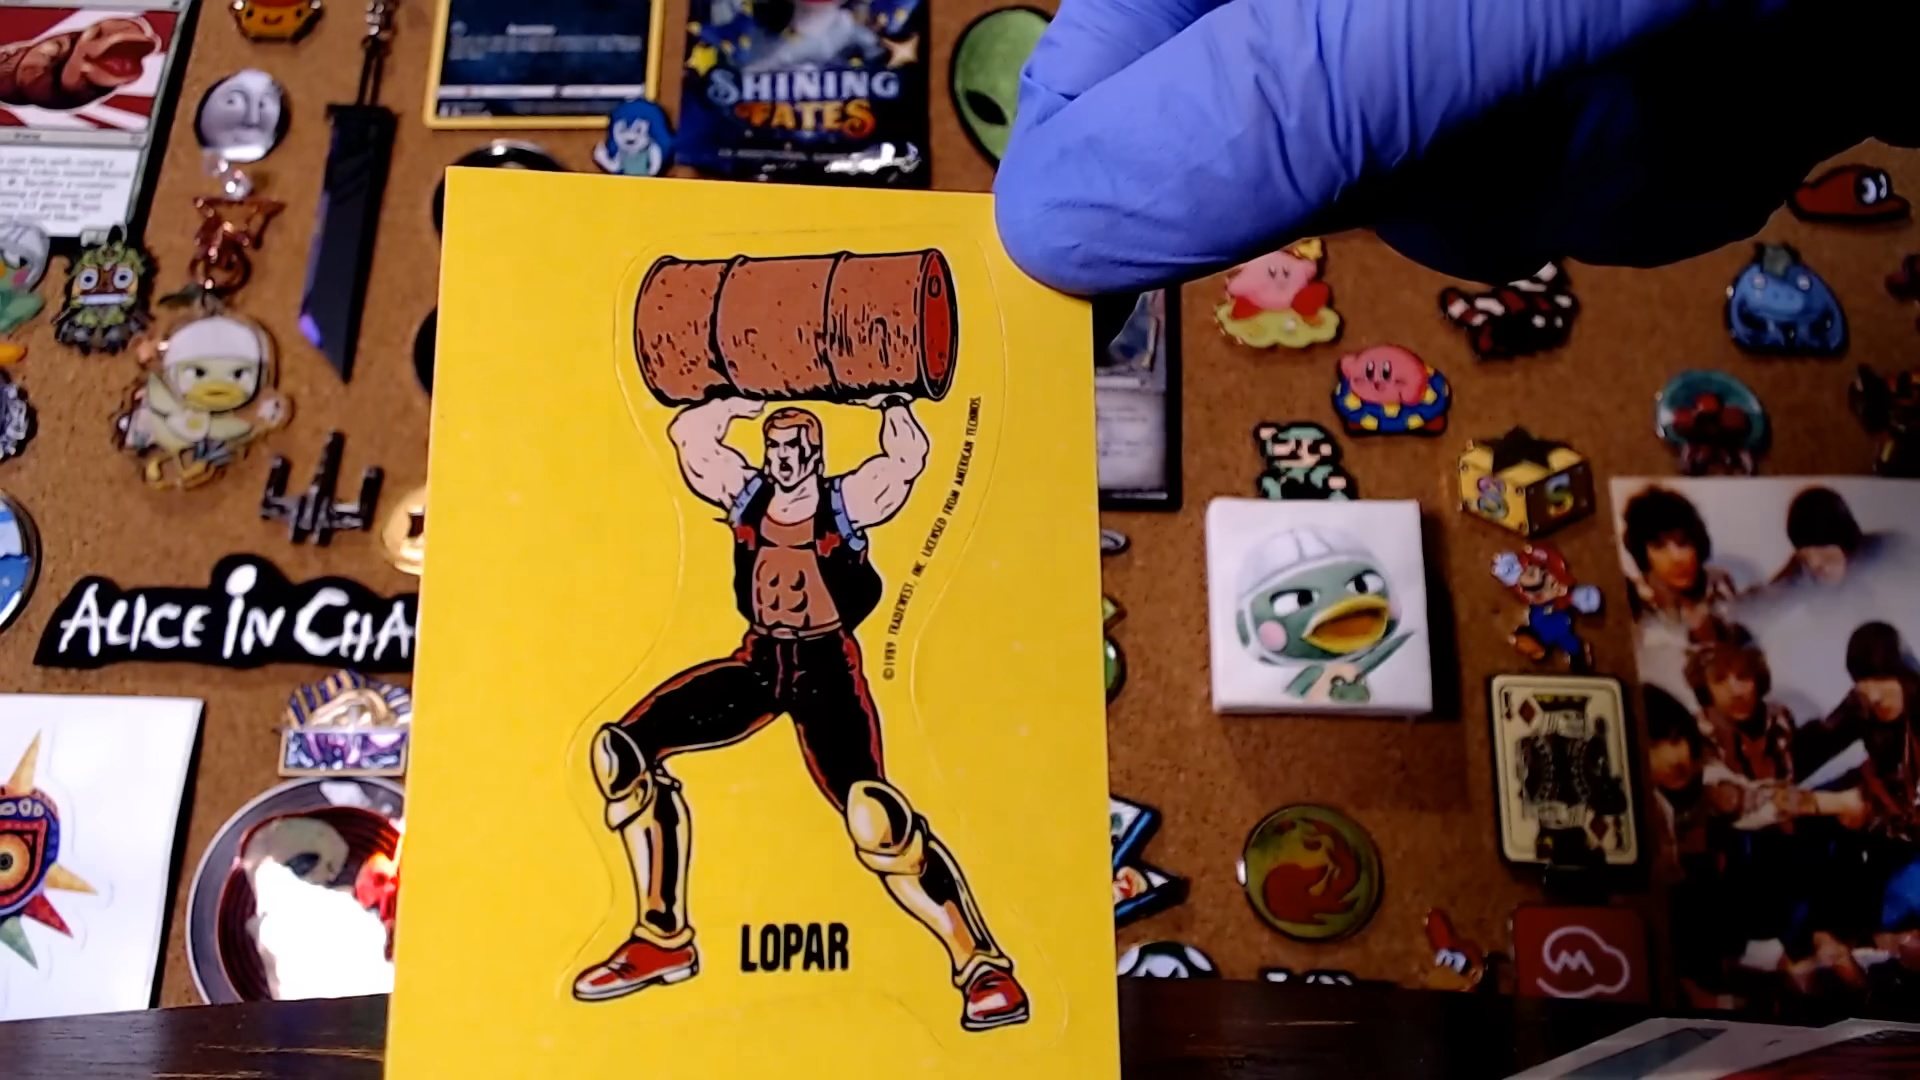 SHINING
FATES
ALICE IN CHA
©1989 TRADEWEST, INC. LICENSED FROM AMERICAN TECHNOS.
LOPAR